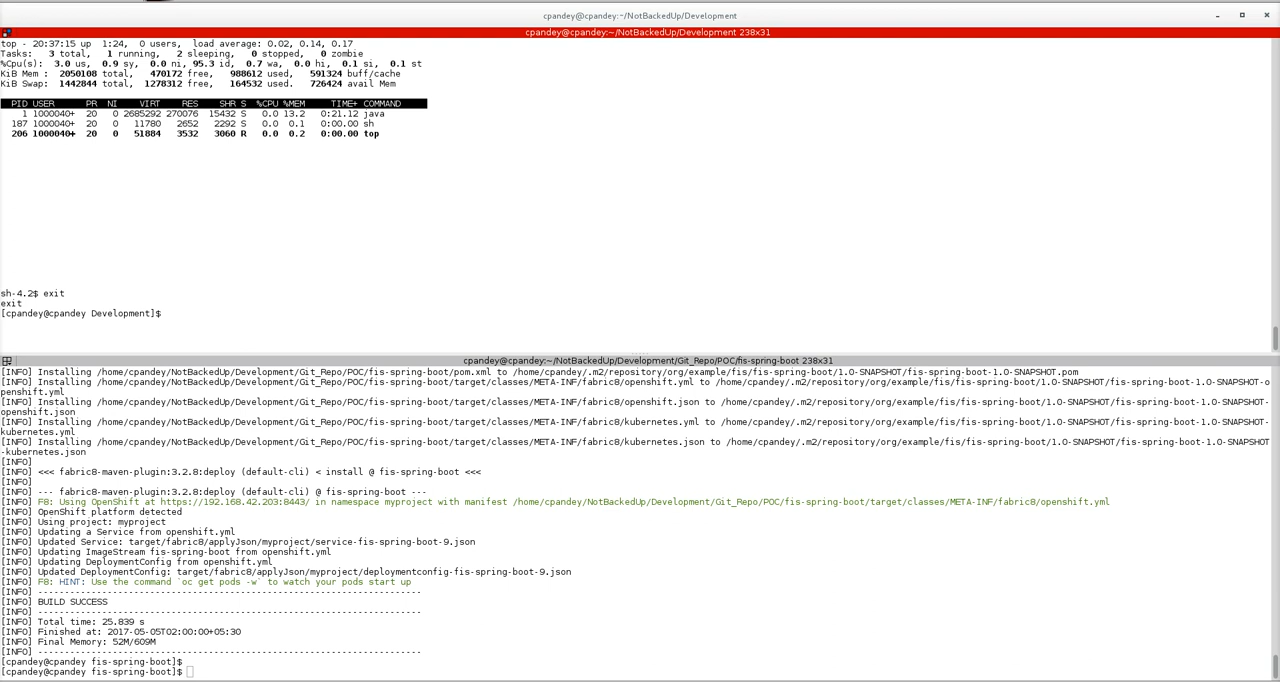 cpandey@cpandey:~/NotBackedUp/Development
cpandey@cpandey:~/NotBackedUp/Development 238x31
top - 20:37:15 up  1:24,  0 users,  load average: 0.02, 0.14, 0.17
Tasks:   3 total,   1 running,   2 sleeping,   0 stopped,   0 zombie
%Cpu(s):  3.0 us,  0.9 sy,  0.0 ni, 95.3 id,  0.7 wa,  0.0 hi,  0.1 si,  0.1 st
KiB Mem :  2050108 total,   470172 free,   988612 used,   591324 buff/cache
KiB Swap:  1442844 total,  1278312 free,   164532 used.   726424 avail Mem
PID USER      PR  NI    VIRT    RES    SHR S  %CPU %MEM     TIME+ COMMAND
1 1000040+  20   0 2685292 270076  15432 S   0.0 13.2   0:21.12 java
187 1000040+  20   0   11780   2652   2292 S   0.0  0.1   0:00.00 sh
206 1000040+  20   0   51884   3532   3060 R   0.0  0.2   0:00.00 top
sh-4.2$ exit
exit
[cpandey@cpandey Development]$
cpandey@cpandey:~/NotBackedUp/Development/Git_Repo/POC/fis-spring-boot 238x31
[INFO] Installing /home/cpandey/NotBackedUp/Development/Git_Repo/POC/fis-spring-boot/pom.xml to /home/cpandey/.m2/repository/org/example/fis/fis-spring-boot/1.0-SNAPSHOT/fis-spring-boot-1.0-SNAPSHOT.pom
[INFO] Installing /home/cpandey/NotBackedUp/Development/Git_Repo/POC/fis-spring-boot/target/classes/META-INF/fabric8/openshift.yml to /home/cpandey/.m2/repository/org/example/fis/fis-spring-boot/1.0-SNAPSHOT/fis-spring-boot-1.0-SNAPSHOT-o
penshift.yml
[INFO] Installing /home/cpandey/NotBackedUp/Development/Git_Repo/POC/fis-spring-boot/target/classes/META-INF/fabric8/openshift.json to /home/cpandey/.m2/repository/org/example/fis/fis-spring-boot/1.0-SNAPSHOT/fis-spring-boot-1.0-SNAPSHOT-
openshift.json
[INFO] Installing /home/cpandey/NotBackedUp/Development/Git_Repo/POC/fis-spring-boot/target/classes/META-INF/fabric8/kubernetes.yml to /home/cpandey/.m2/repository/org/example/fis/fis-spring-boot/1.0-SNAPSHOT/fis-spring-boot-1.0-SNAPSHOT-
kubernetes.yml
[INFO] Installing /home/cpandey/NotBackedUp/Development/Git_Repo/POC/fis-spring-boot/target/classes/META-INF/fabric8/kubernetes.json to /home/cpandey/.m2/repository/org/example/fis/fis-spring-boot/1.0-SNAPSHOT/fis-spring-boot-1.0-SNAPSHOT
-kubernetes.json
[INFO]
[INFO] <<< fabric8-maven-plugin:3.2.8:deploy (default-cli) < install @ fis-spring-boot <<<
[INFO]
[INFO] --- fabric8-maven-plugin:3.2.8:deploy (default-cli) @ fis-spring-boot ---
[INFO] F8: Using OpenShift at https://192.168.42.203:8443/ in namespace myproject with manifest /home/cpandey/NotBackedUp/Development/Git_Repo/POC/fis-spring-boot/target/classes/META-INF/fabric8/openshift.yml
[INFO] OpenShift platform detected
[INFO] Using project: myproject
[INFO] Updating a Service from openshift.yml
[INFO] Updated Service: target/fabric8/applyJson/myproject/service-fis-spring-boot-9.json
[INFO] Updating ImageStream fis-spring-boot from openshift.yml
[INFO] Updating DeploymentConfig from openshift.yml
[INFO] Updated DeploymentConfig: target/fabric8/applyJson/myproject/deploymentconfig-fis-spring-boot-9.json
[INFO] F8: HINT: Use the command `oc get pods -w` to watch your pods start up
[INFO] ------------------------------------------------------------------------
[INFO] BUILD SUCCESS
[INFO] ------------------------------------------------------------------------
[INFO] Total time: 25.839 s
[INFO] Finished at: 2017-05-05T02:00:00+05:30
[INFO] Final Memory: 52M/609M
[INFO] ------------------------------------------------------------------------
[cpandey@cpandey fis-spring-boot]$
[cpandey@cpandey fis-spring-boot]$